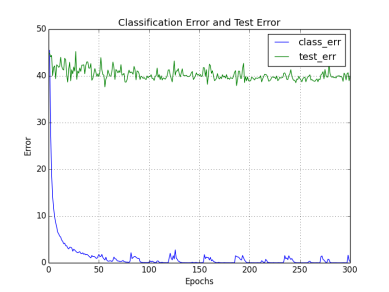 Classification Error and Test Error
class_err
test_err
Error
50
40
30
20
10
0
0 50 100 150 200 250 300
Epochs